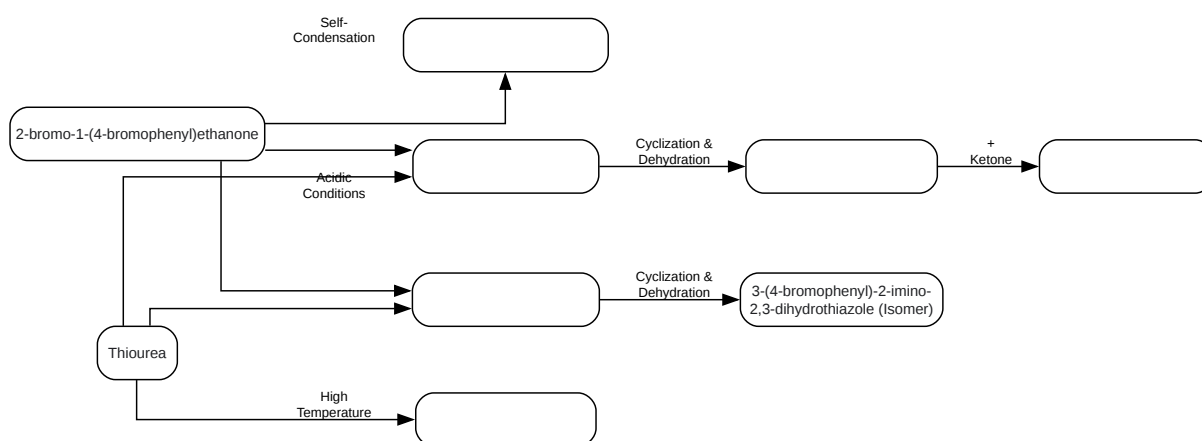 Self-
Condensation
2-bromo-1-(4-bromophenyl)ethanone
Acidic
Conditions
Cyclization &
Dehydration
+
Ketone
Cyclization &
Dehydration
3-(4-bromophenyl)-2-imino-
2,3-dihydrothiazole (Isomer)
Thiourea
High
Temperature